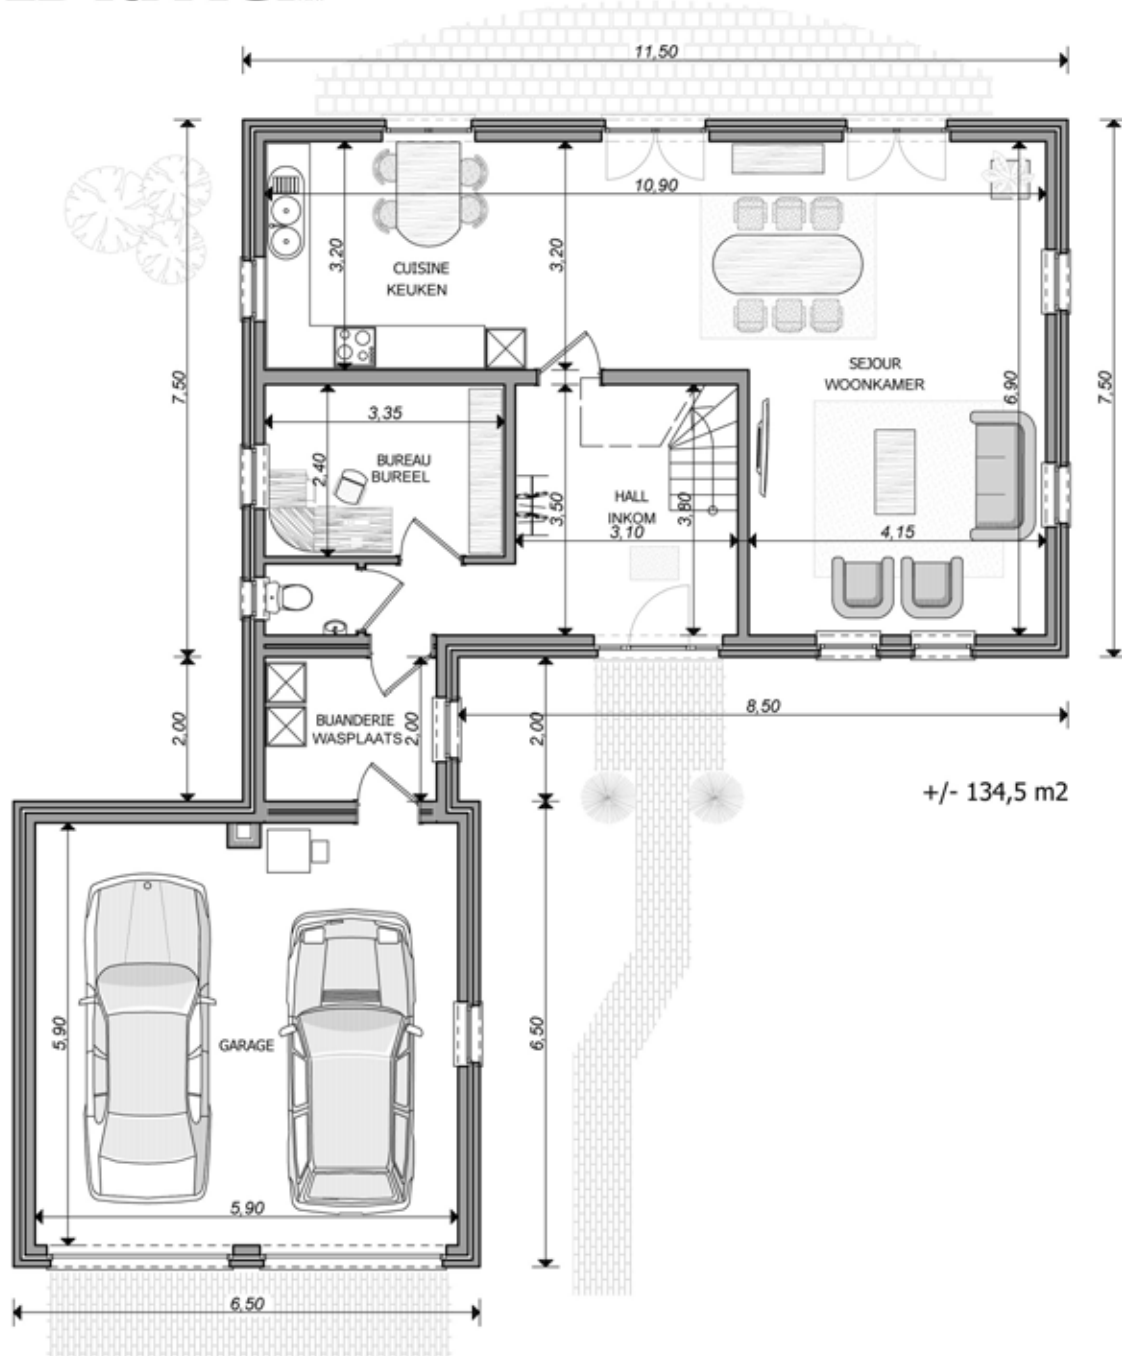 11,50
10,90
3,20
3,20
CUISINE
KEUKEN
SEJOUR
WOONKAMER
7,50
6,90
7,50
3,35
2,40
BUREAU
BUREEL
HALL
INKOM
3,50
3,80
3,10
4,15
8,50
2,00
BUANDERIE
WASPLAATS
2,00
2,00
+/- 134,5 m2
5,90
GARAGE
6,50
5,90
6,50